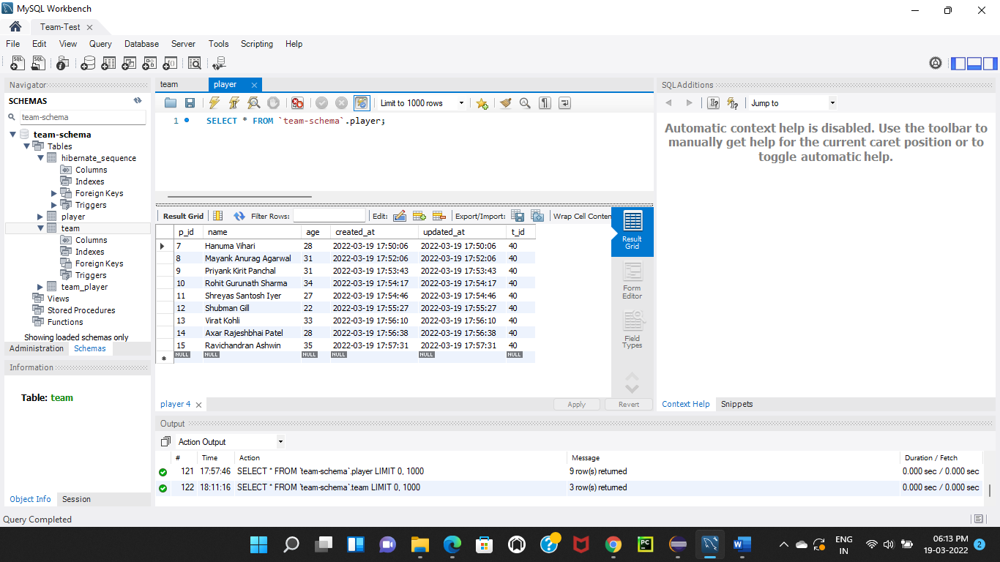 MySQL Workbench
Team-Test
File Edit View Query Database Server Tools Scripting Help
Navigator
SCHEMAS
team-schema
team-schema
Tables
hibernate_sequence
Columns
Indexes
Foreign Keys
Triggers
player
team
Columns
Indexes
Foreign Keys
Triggers
team_player
Views
Stored Procedures
Functions
Showing loaded schemas only
Administration Schemas
Information
Table: team
Object Info Session
team player
Limit to 1000 rows
1 SELECT * FROM `team-schema`.player;
Result Grid Filter Rows: Edit: Export/Import: Wrap Cell Conten
p_id name age created_at updated_at t_id
7 Hanuma Vihari 28 2022-03-19 17:50:06 2022-03-19 17:50:06 40
8 Mayank Anurag Agarwal 31 2022-03-19 17:52:06 2022-03-19 17:52:06 40
9 Priyank Kirit Panchal 31 2022-03-19 17:53:43 2022-03-19 17:53:43 40
10 Rohit Gurunath Sharma 34 2022-03-19 17:54:17 2022-03-19 17:54:17 40
11 Shreyas Santosh Iyer 27 2022-03-19 17:54:46 2022-03-19 17:54:46 40
12 Shubman Gill 22 2022-03-19 17:55:27 2022-03-19 17:55:27 40
13 Virat Kohli 33 2022-03-19 17:56:10 2022-03-19 17:56:10 40
14 Axar Rajeshbhai Patel 28 2022-03-19 17:56:38 2022-03-19 17:56:38 40
15 Ravichandran Ashwin 35 2022-03-19 17:57:31 2022-03-19 17:57:31 40
NULL NULL NULL NULL NULL NULL
Result
Grid
Form
Editor
Field
Types
player 4 Apply Revert
SQLAdditions
Jump to
Automatic context help is disabled. Use the toolbar to
manually get help for the current caret position or to
toggle automatic help.
Context Help Snippets
Output
Action Output
# Time Action Message Duration / Fetch
121 17:57:46 SELECT * FROM `team-schema`.player LIMIT 0, 1000 9 row(s) returned 0.000 sec / 0.000 sec
122 18:11:16 SELECT * FROM `team-schema`.team LIMIT 0, 1000 3 row(s) returned 0.000 sec / 0.000 sec
Query Completed
PC
W
ENG
IN
06:13 PM
19-03-2022
2